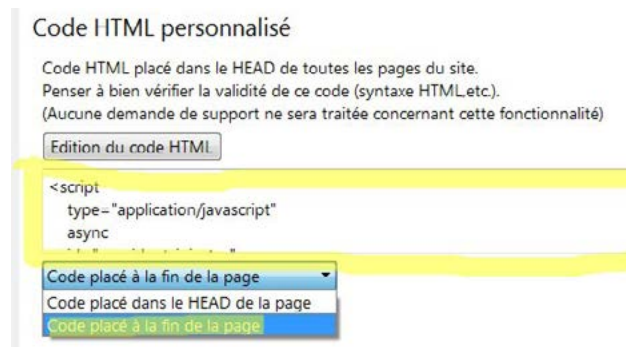 Code HTML personnalisé
Code HTML placé dans le HEAD de toutes les pages du site.
Penser à bien vérifier la validité de ce code (syntaxe HTML,etc.).
(Aucune demande de support ne sera traitée concernant cette fonctionnalité)
Edition du code HTML
<script
type="application/javascript"
async
Code placé à la fin de la page
Code placé dans le HEAD de la page
Code placé à la fin de la page